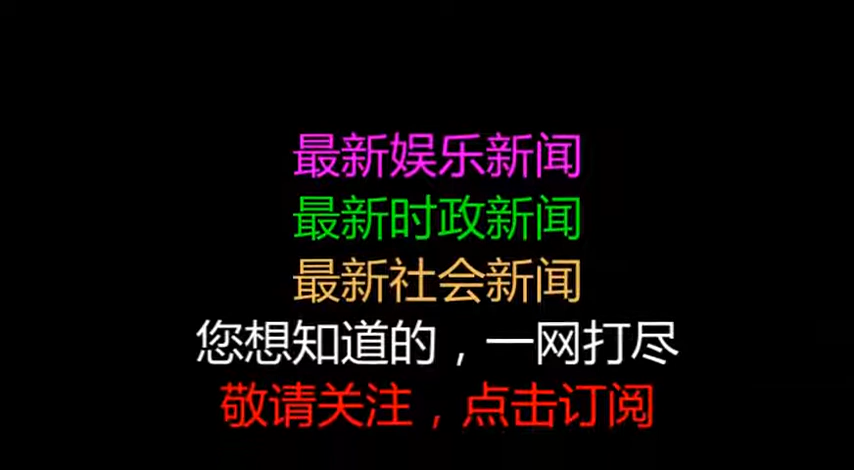 最新娱乐新闻
最新时政新闻
最新社会新闻
您想知道的，一网打尽
敬请关注，点击订阅